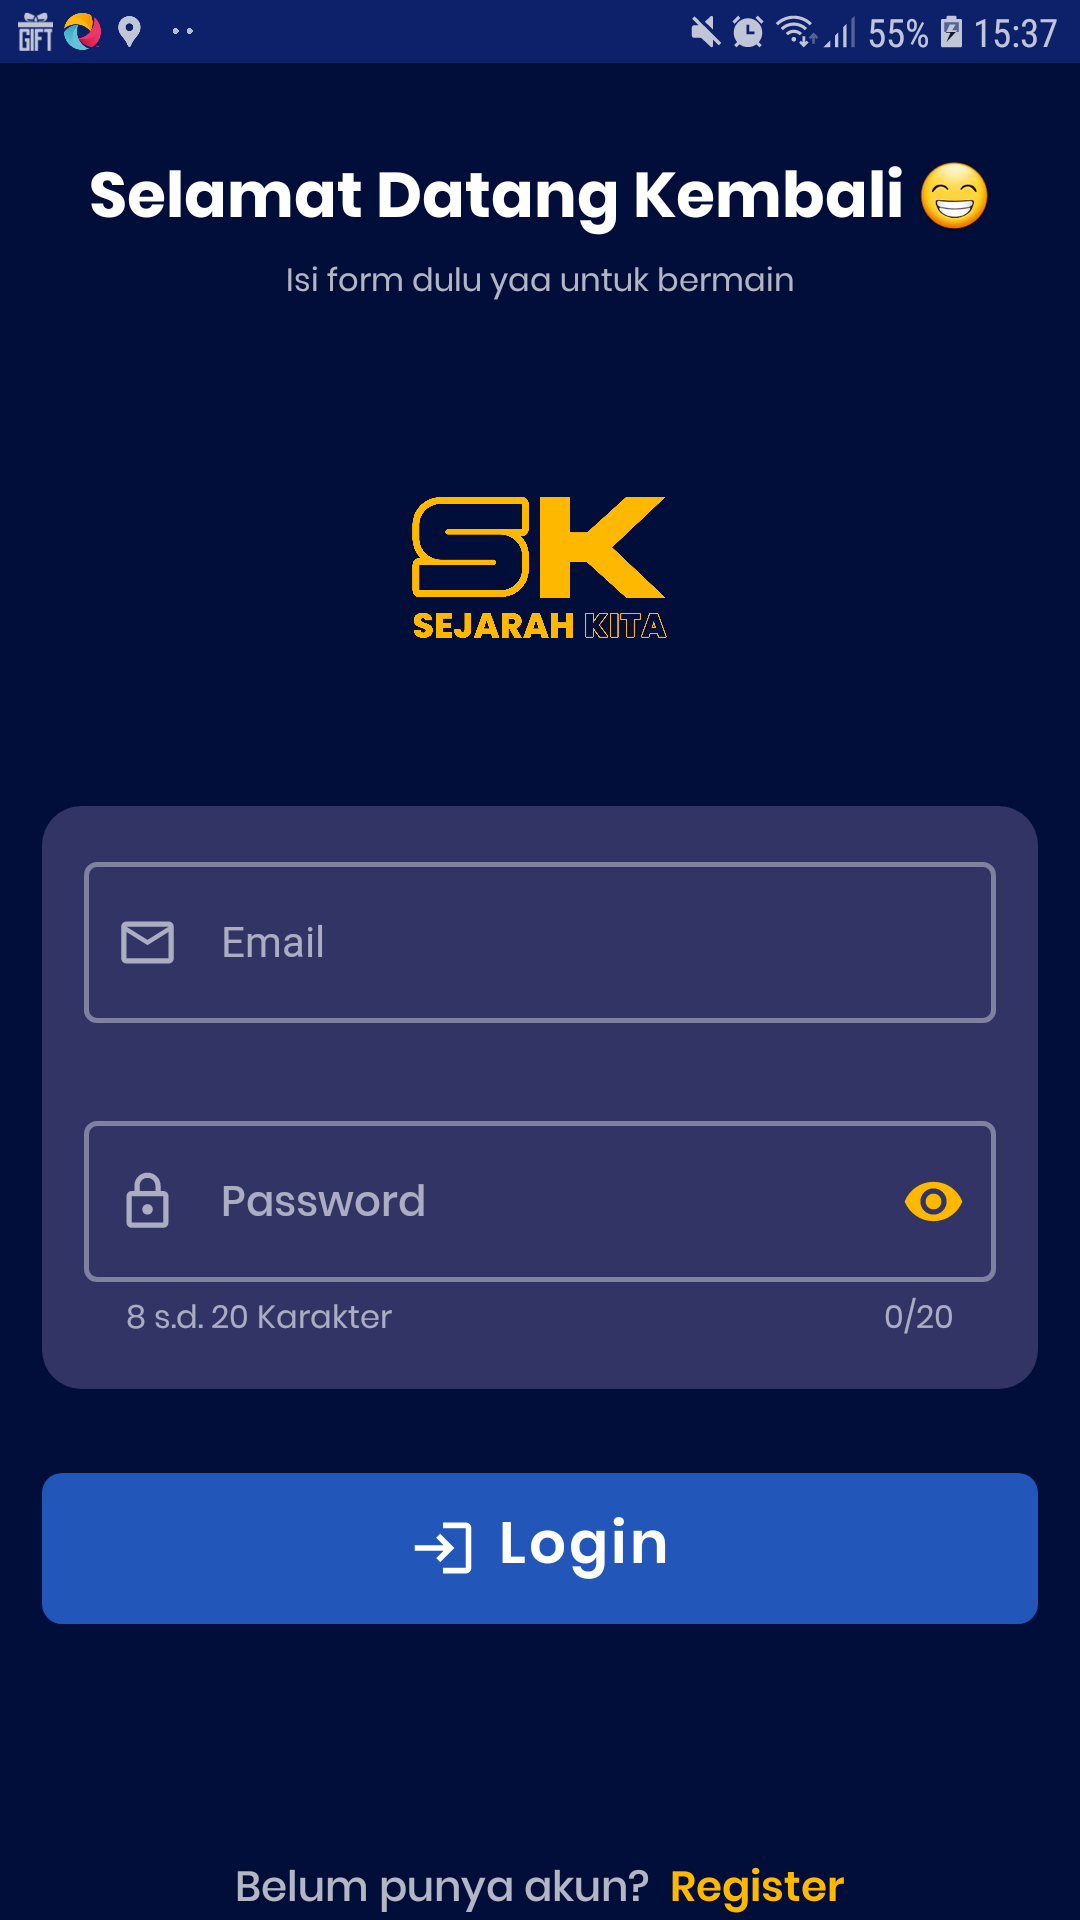 GIFT 55% 15:37
Selamat Datang Kembali 😁
Isi form dulu yaa untuk bermain
SK
SEJARAH KITA
Email
Password
8 s.d. 20 Karakter 0/20
Login
Belum punya akun? Register